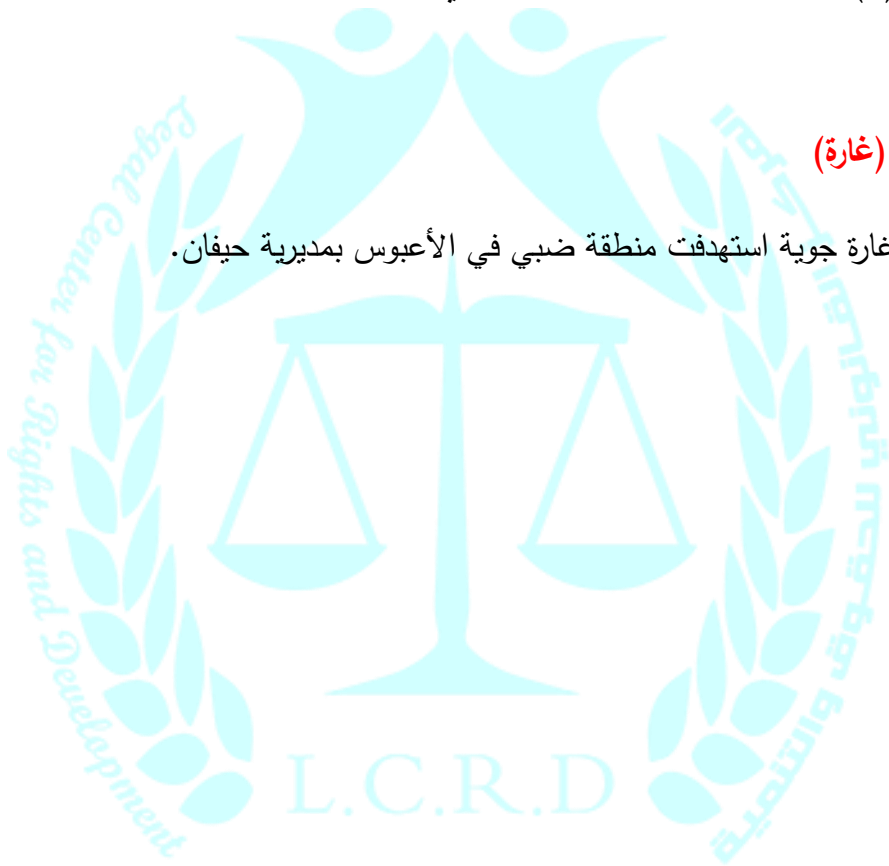 (غارة)
غارة جوية استهدفت منطقة ضبي في الأعبوس بمديرية حيفان.
Legal Center for Rights and Development
L.C.R.D